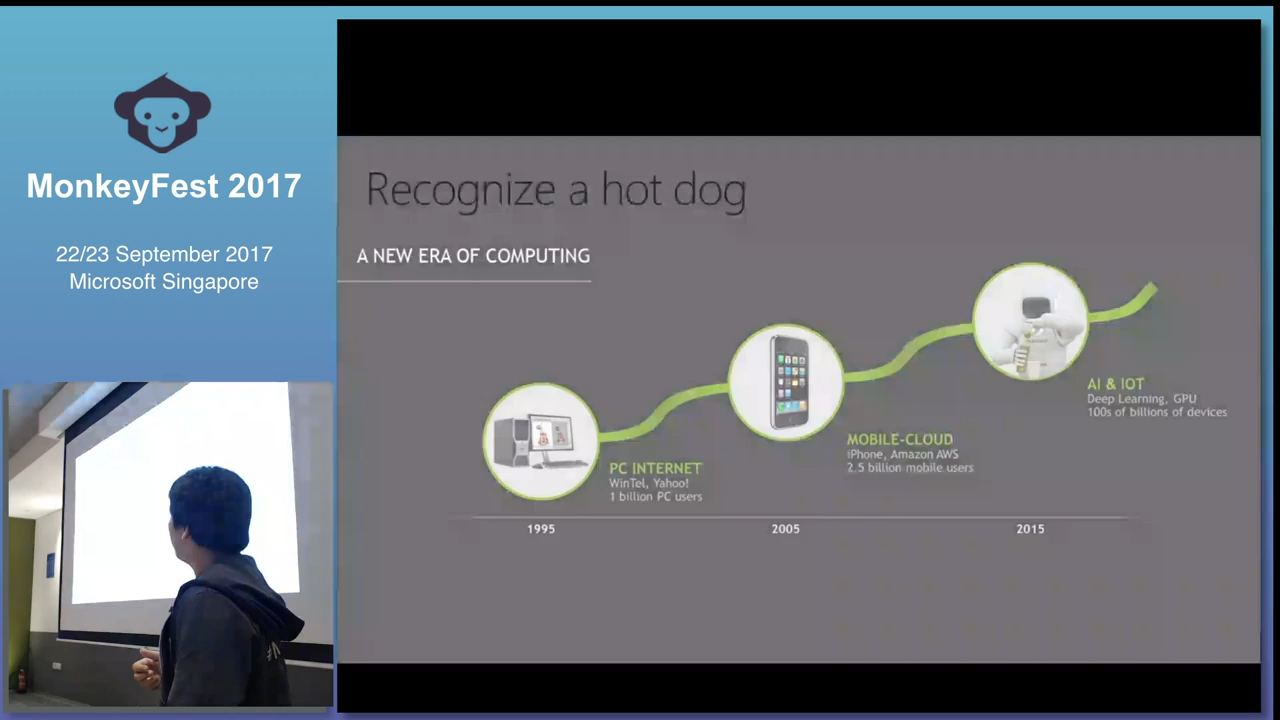 MonkeyFest 2017
22/23 September 2017
Microsoft Singapore
Recognize a hot dog
A NEW ERA OF COMPUTING
PC INTERNET
WinTel, Yahoo!
1 billion PC users
MOBILE-CLOUD
iPhone, Amazon AWS
2.5 billion mobile users
AI & IOT
Deep Learning, GPU
100s of billions of devices
1995
2005
2015